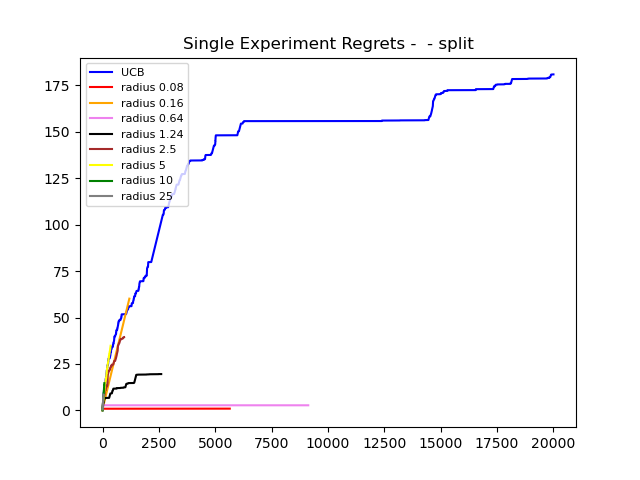 Single Experiment Regrets -  - split
UCB
radius 0.08
radius 0.16
radius 0.64
radius 1.24
radius 2.5
radius 5
radius 10
radius 25
175
150
125
100
75
50
25
0
0 2500 5000 7500 10000 12500 15000 17500 20000